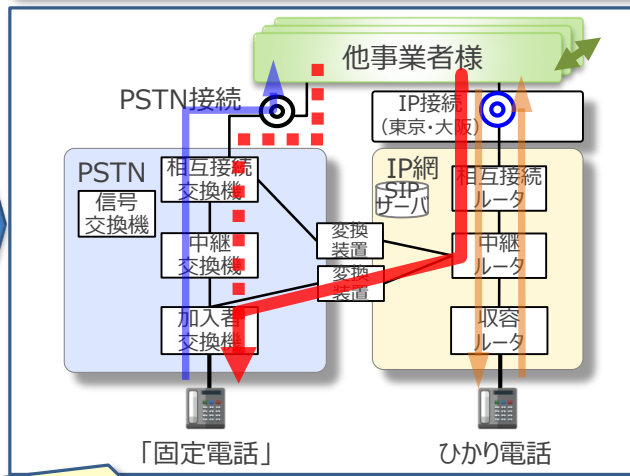 他事業者様
PSTN接続
IP接続
（東京・大阪）
PSTN
IP網
相互接続
交換機
SIP
サーバ
相互接続
ルータ
信号
交換機
変換
装置
中継
交換機
中継
ルータ
変換
装置
加入者
交換機
収容
ルータ
「固定電話」
ひかり電話